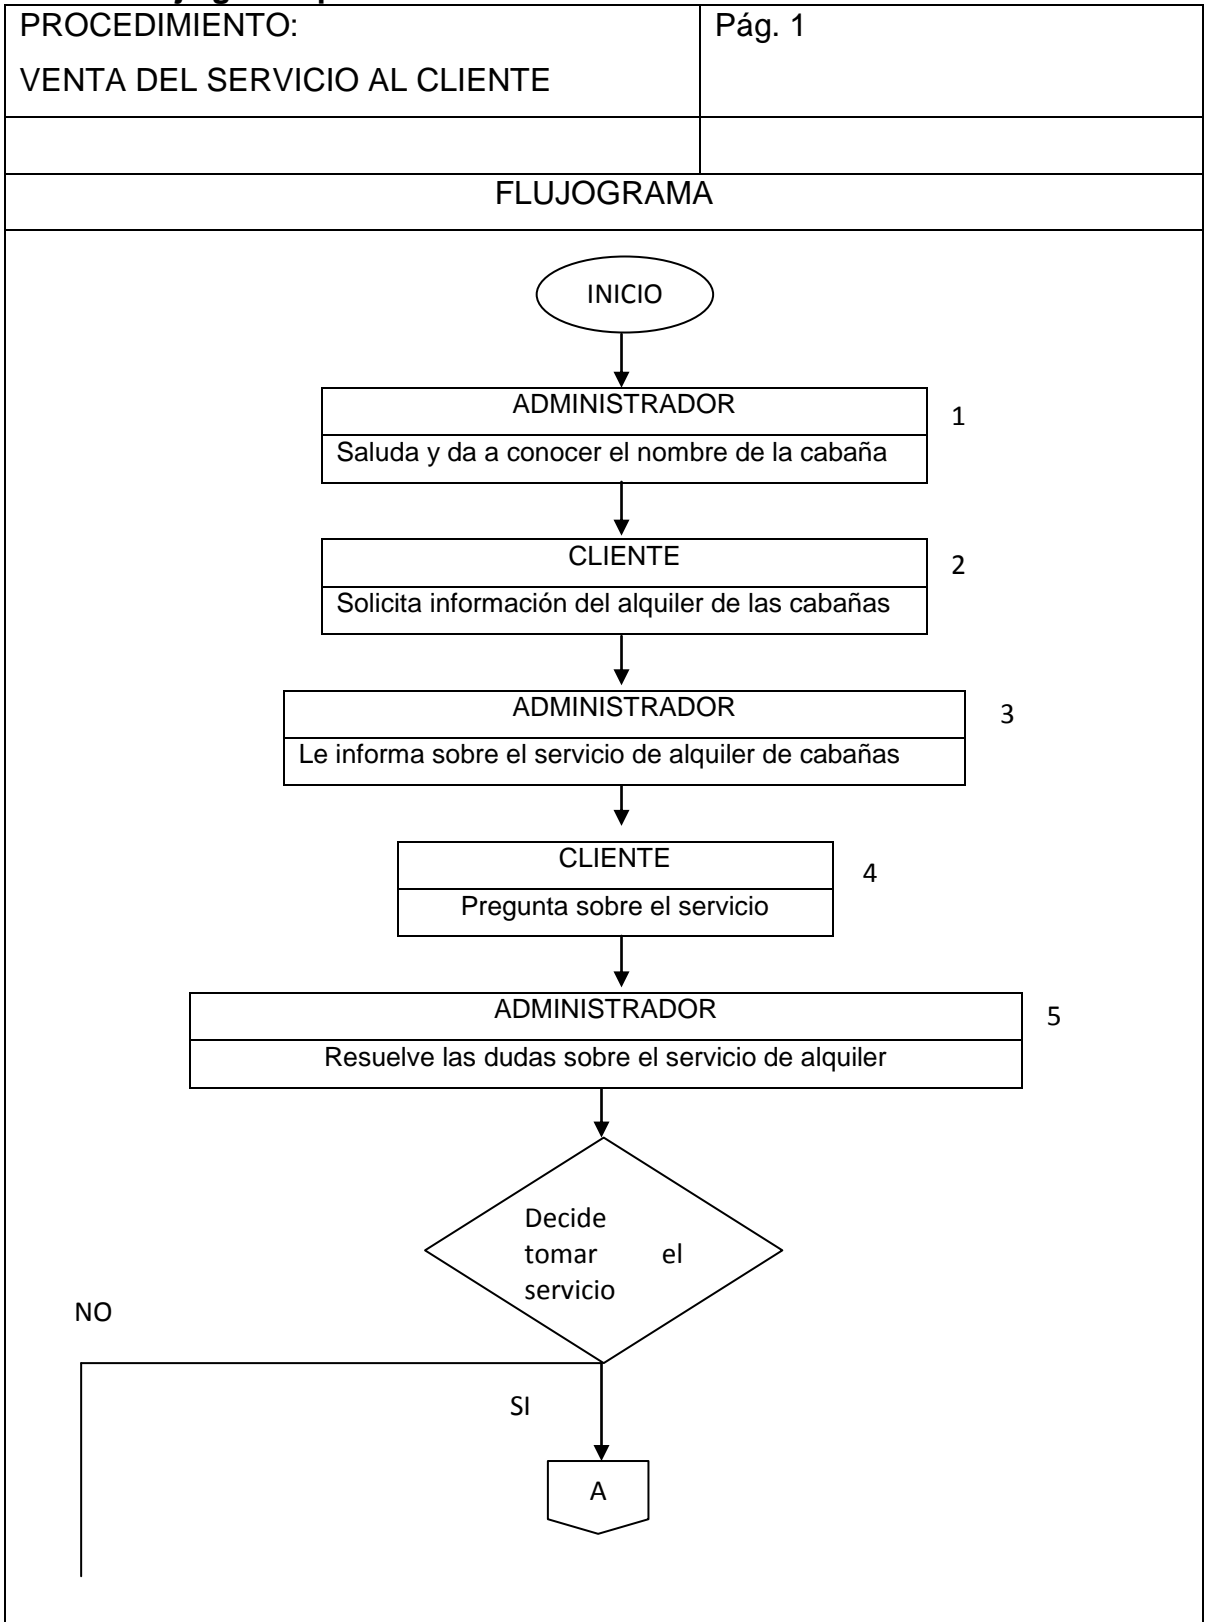 PROCEDIMIENTO:
VENTA DEL SERVICIO AL CLIENTE
Pág. 1
FLUJOGRAMA
INICIO
ADMINISTRADOR
1
Saluda y da a conocer el nombre de la cabaña
CLIENTE
2
Solicita información del alquiler de las cabañas
ADMINISTRADOR
3
Le informa sobre el servicio de alquiler de cabañas
CLIENTE
4
Pregunta sobre el servicio
ADMINISTRADOR
5
Resuelve las dudas sobre el servicio de alquiler
Decide
tomar el
servicio
NO
SI
A